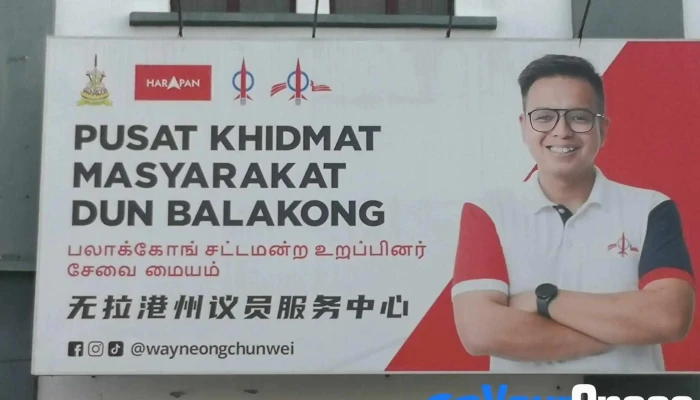 HARAPAN
PUSAT KHIDMAT
MASYARAKAT
DUN BALAKONG
பலாக்கோங் சட்டமன்ற உறுப்பினர்
சேவை மையம்
无拉港州议员服务中心
@wayneongchunwei